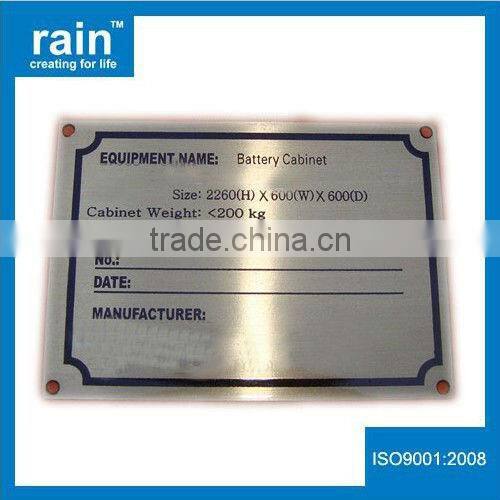 rain™
creating for life
EQUIPMENT NAME: Battery Cabinet
Size: 2260(H) X 600(W) X 600(D)
Cabinet Weight: <200 kg
trade.china.cn
No.:
DATE:
MANUFACTURER:
ISO9001:2008